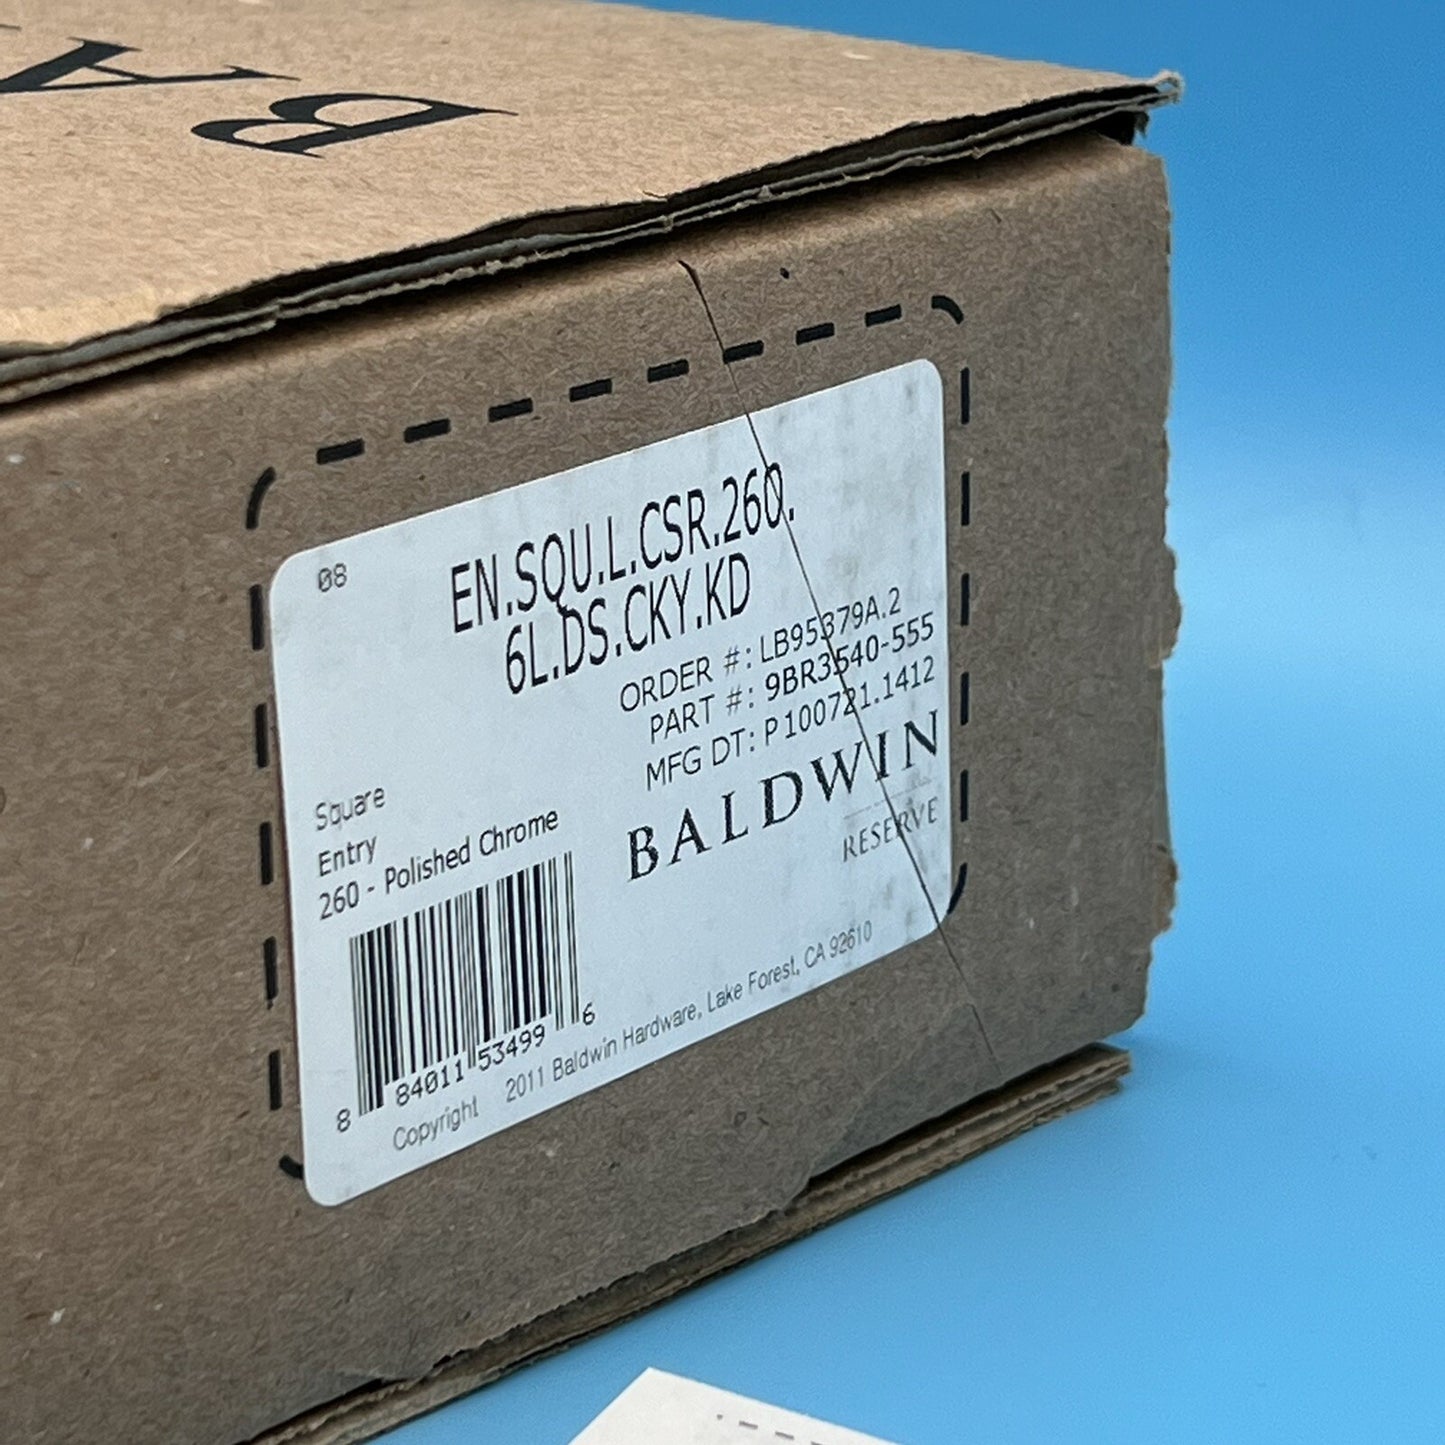 BA
08
EN.SQU.L.CSR.260.
6L.DS.CKY.KD
ORDER #: LB95379A.2
PART #: 9BR3540-555
MFG DT: P100721.1412
BALDWIN
RESERVE
Square
Entry
260 - Polished Chrome
8 84011 53499 6
Copyright 2011 Baldwin Hardware, Lake Forest, CA 92610